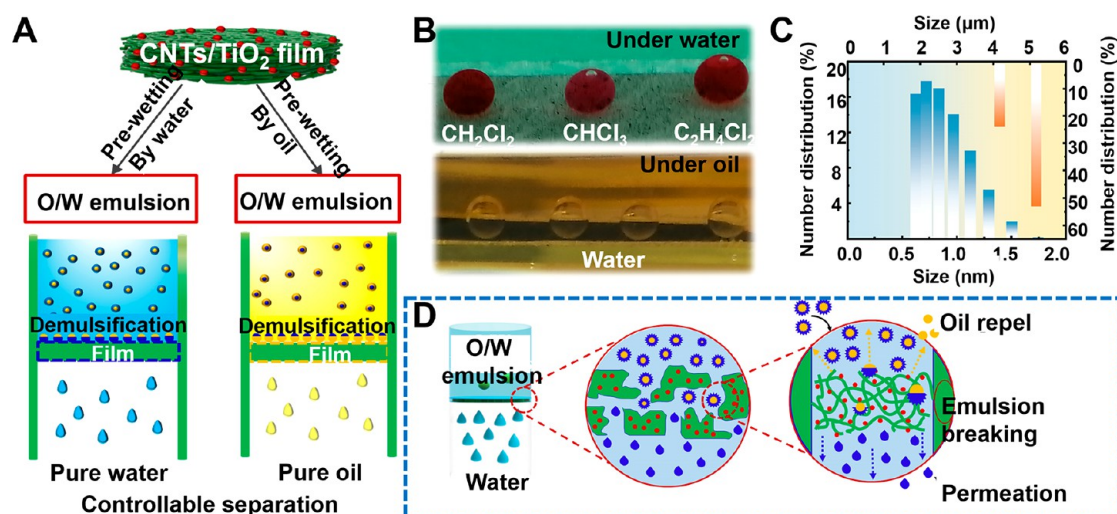 A
CNTs/TiO₂ film
Pre-wetting
By water
Pre-wetting
By oil
O/W emulsion
O/W emulsion
Demulsification
Film
Demulsification
Film
Pure water
Pure oil
Controllable separation
B
Under water
CH₂Cl₂
CHCl₃
C₂H₄Cl₂
Under oil
Water
C
Size (μm)
0 1 2 3 4 5 6
Number distribution (%)
20
16
12
8
4
0
10
20
30
40
50
60
Number distribution (%)
0.0 0.5 1.0 1.5 2.0
Size (nm)
D
O/W
emulsion
Water
Oil repel
Emulsion
breaking
Permeation